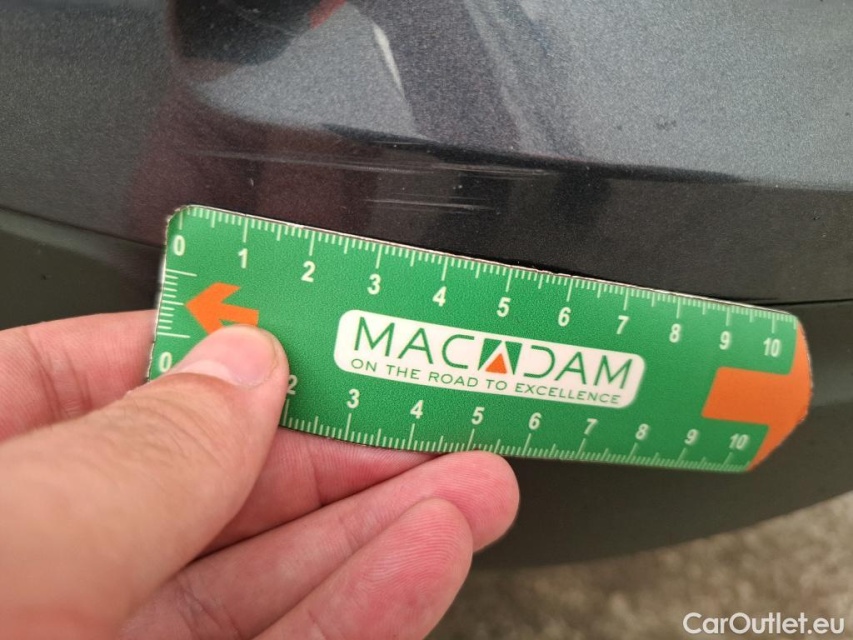 0 1 2 3 4 5 6 7 8 9 10
MACADAM
ON THE ROAD TO EXCELLENCE
0 2 3 4 5 6 7 8 9 10
CarOutlet.eu